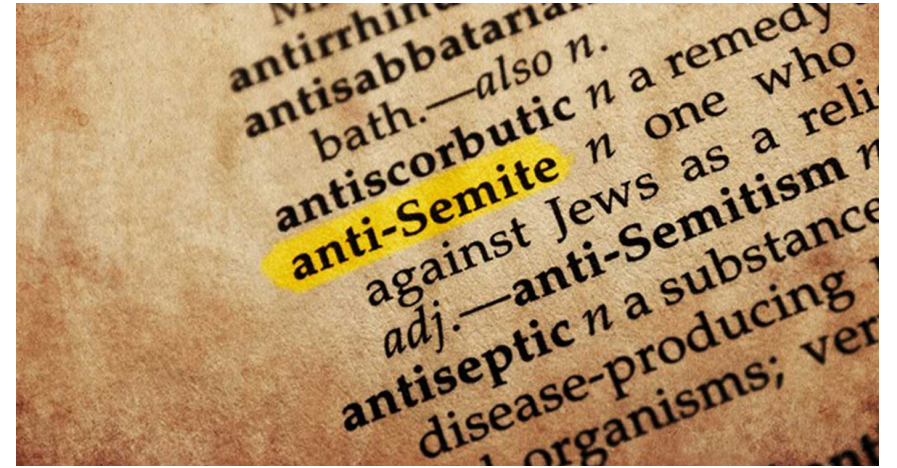 antirrhin
antisabbatarian
bath.—also n.
antiscorbutic n a remedy
anti-Semite n one who
against Jews as a reli
adj.—anti-Semitism n
antiseptic n a substance
disease-producing
organisms; ver